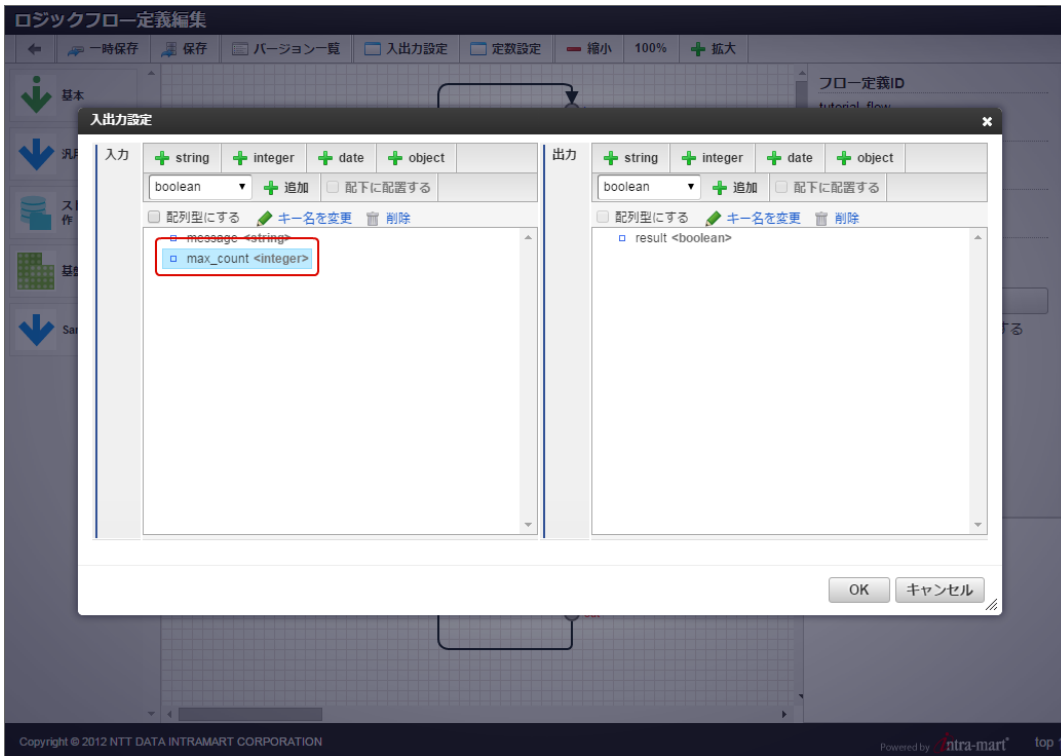 ロジックフロー定義編集
一時保存 保存 バージョン一覧 入出力設定 定数設定 縮小 100% 拡大
基本
フロー定義ID
tutorial_flow
入出力設定
入力 string integer date object
boolean 追加 配下に配置する
配列型にする キー名を変更 削除
message <string>
max_count <integer>
出力 string integer date object
boolean 追加 配下に配置する
配列型にする キー名を変更 削除
result <boolean>
OK キャンセル
Copyright © 2012 NTT DATA INTRAMART CORPORATION
Powered by intra-mart
top